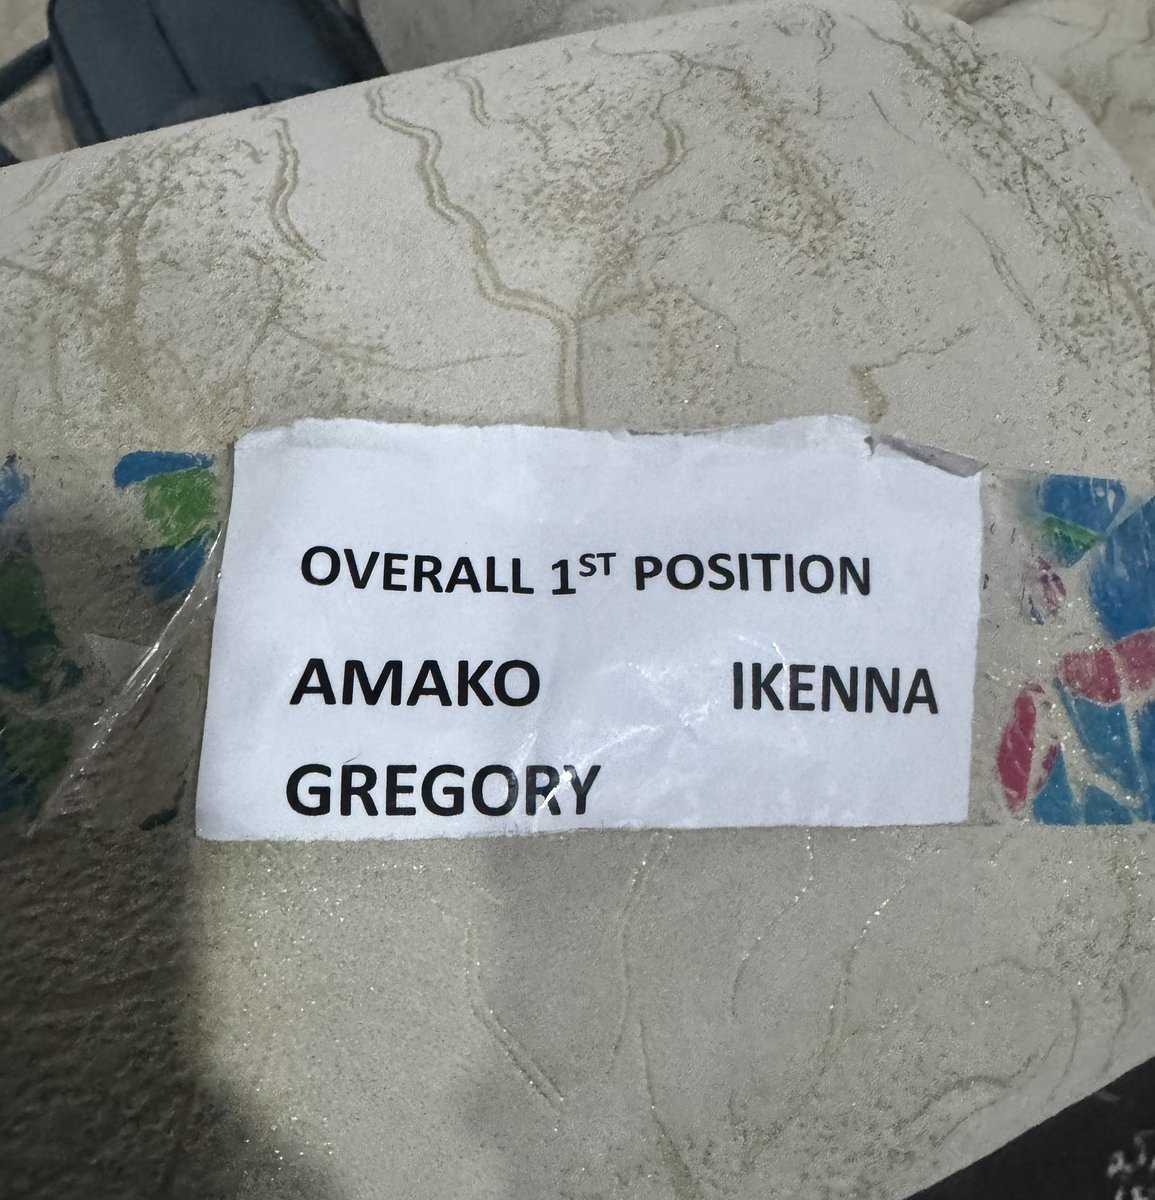 OVERALL 1ST POSITION
AMAKO IKENNA
GREGORY